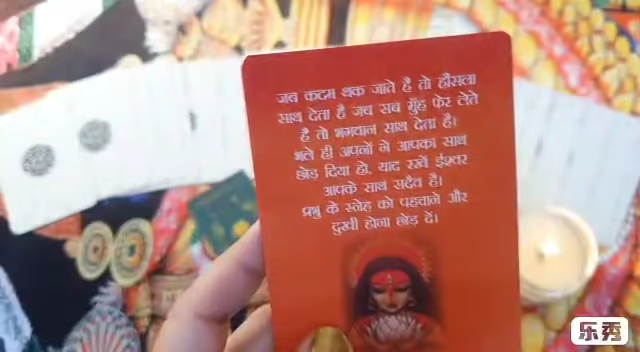 जब कदम थक जाते है तो हौसला
साथ देता है जब सब मुँह फेर लेते
है तो भगवान साथ देता है।
भले ही अपनों ने आपका साथ
छोड़ दिया हो, याद रखें ईश्वर
आपके साथ सदैव है।
प्रभु के स्नेह को पहचाने और
दुखी होना छोड़ दें।
乐秀